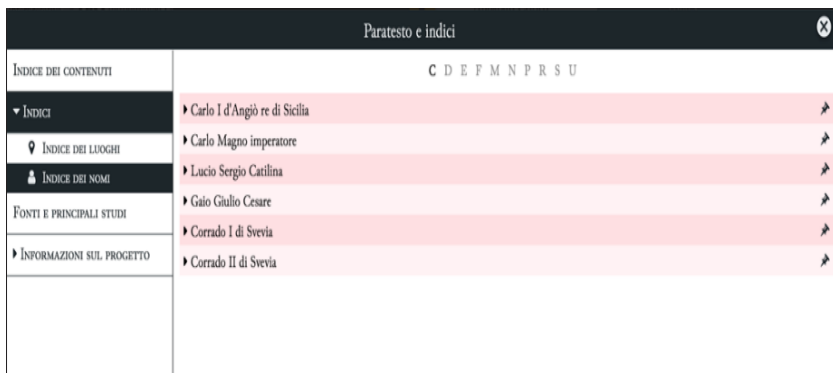 Paratesto e indici
INDICE DEI CONTENUTI
INDICI
INDICE DEI LUOGHI
INDICE DEI NOMI
FONTI E PRINCIPALI STUDI
INFORMAZIONI SUL PROGETTO
C D E F M N P R S U
Carlo I d'Angiò re di Sicilia
Carlo Magno imperatore
Lucio Sergio Catilina
Gaio Giulio Cesare
Corrado I di Svevia
Corrado II di Svevia